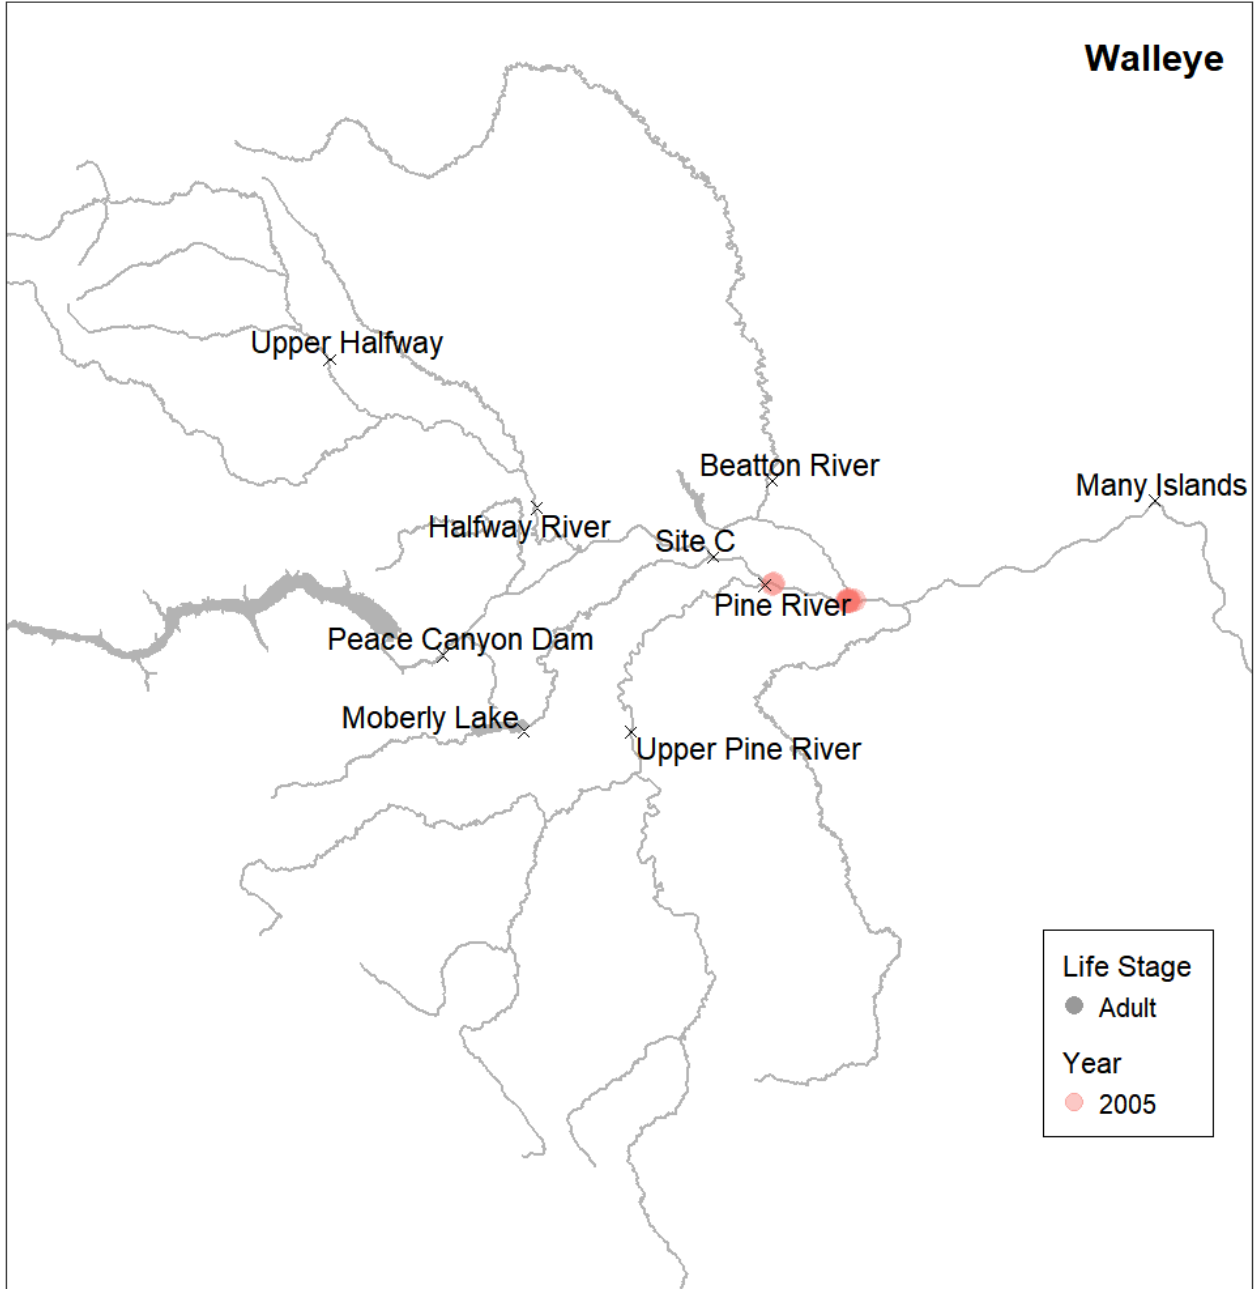 Walleye
Upper Halfway
Beatton River
Many Islands
Halfway River
Site C
Pine River
Peace Canyon Dam
Moberly Lake
Upper Pine River
Life Stage
Adult
Year
2005